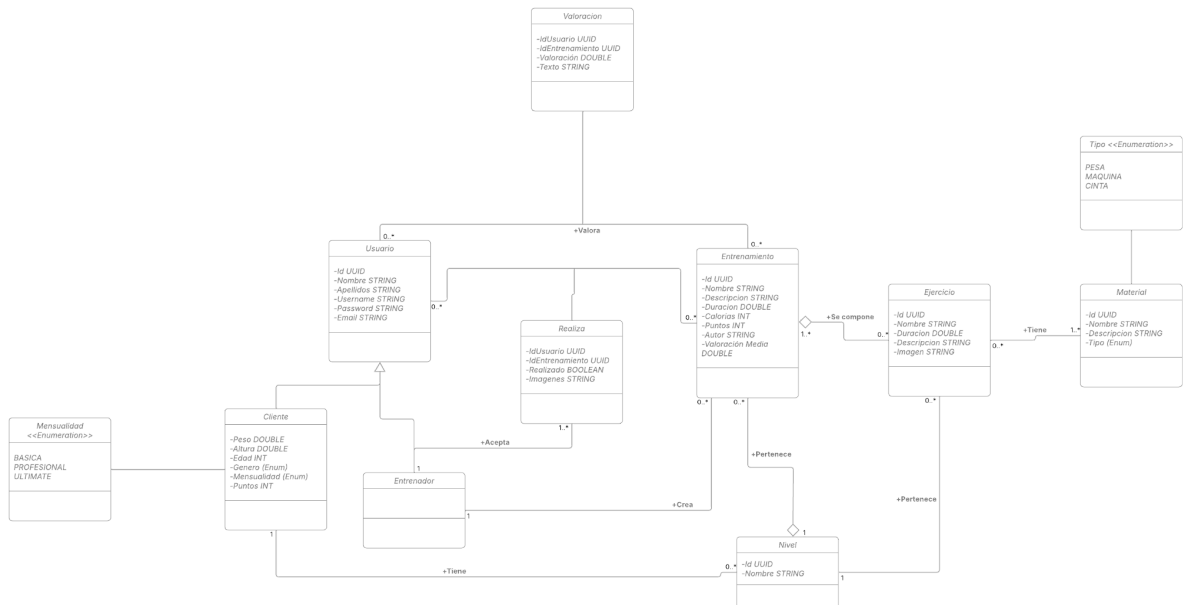 Valoracion
-IdUsuario UUID
-IdEntrenamiento UUID
-Valoración DOUBLE
-Texto STRING
Tipo <<Enumeration>>
PESA
MAQUINA
CINTA
+Valora
0..*
0..*
Usuario
-Id UUID
-Nombre STRING
-Apellidos STRING
-Username STRING
-Password STRING
-Email STRING
0..*
Entrenamiento
-Id UUID
-Nombre STRING
-Descripcion STRING
-Duracion DOUBLE
-Calorias INT
-Puntos INT
-Autor STRING
-Valoración Media
DOUBLE
0..*
+Se compone
1..*
0..*
Ejercicio
-Id UUID
-Nombre STRING
-Duracion DOUBLE
-Descripcion STRING
-Imagen STRING
+Tiene
0..*
1..*
Material
-Id UUID
-Nombre STRING
-Descripcion STRING
-Tipo (Enum)
Realiza
-IdUsuario UUID
-IdEntrenamiento UUID
-Realizado BOOLEAN
-Imagenes STRING
1..*
+Acepta
1
0..*
0..*
0..*
Mensualidad
<<Enumeration>>
BASICA
PROFESIONAL
ULTIMATE
Cliente
-Peso DOUBLE
-Altura DOUBLE
-Edad INT
-Genero (Enum)
-Mensualidad (Enum)
-Puntos INT
1
Entrenador
1
+Crea
+Pertenece
+Pertenece
1
Nivel
-Id UUID
-Nombre STRING
0..*
1
+Tiene